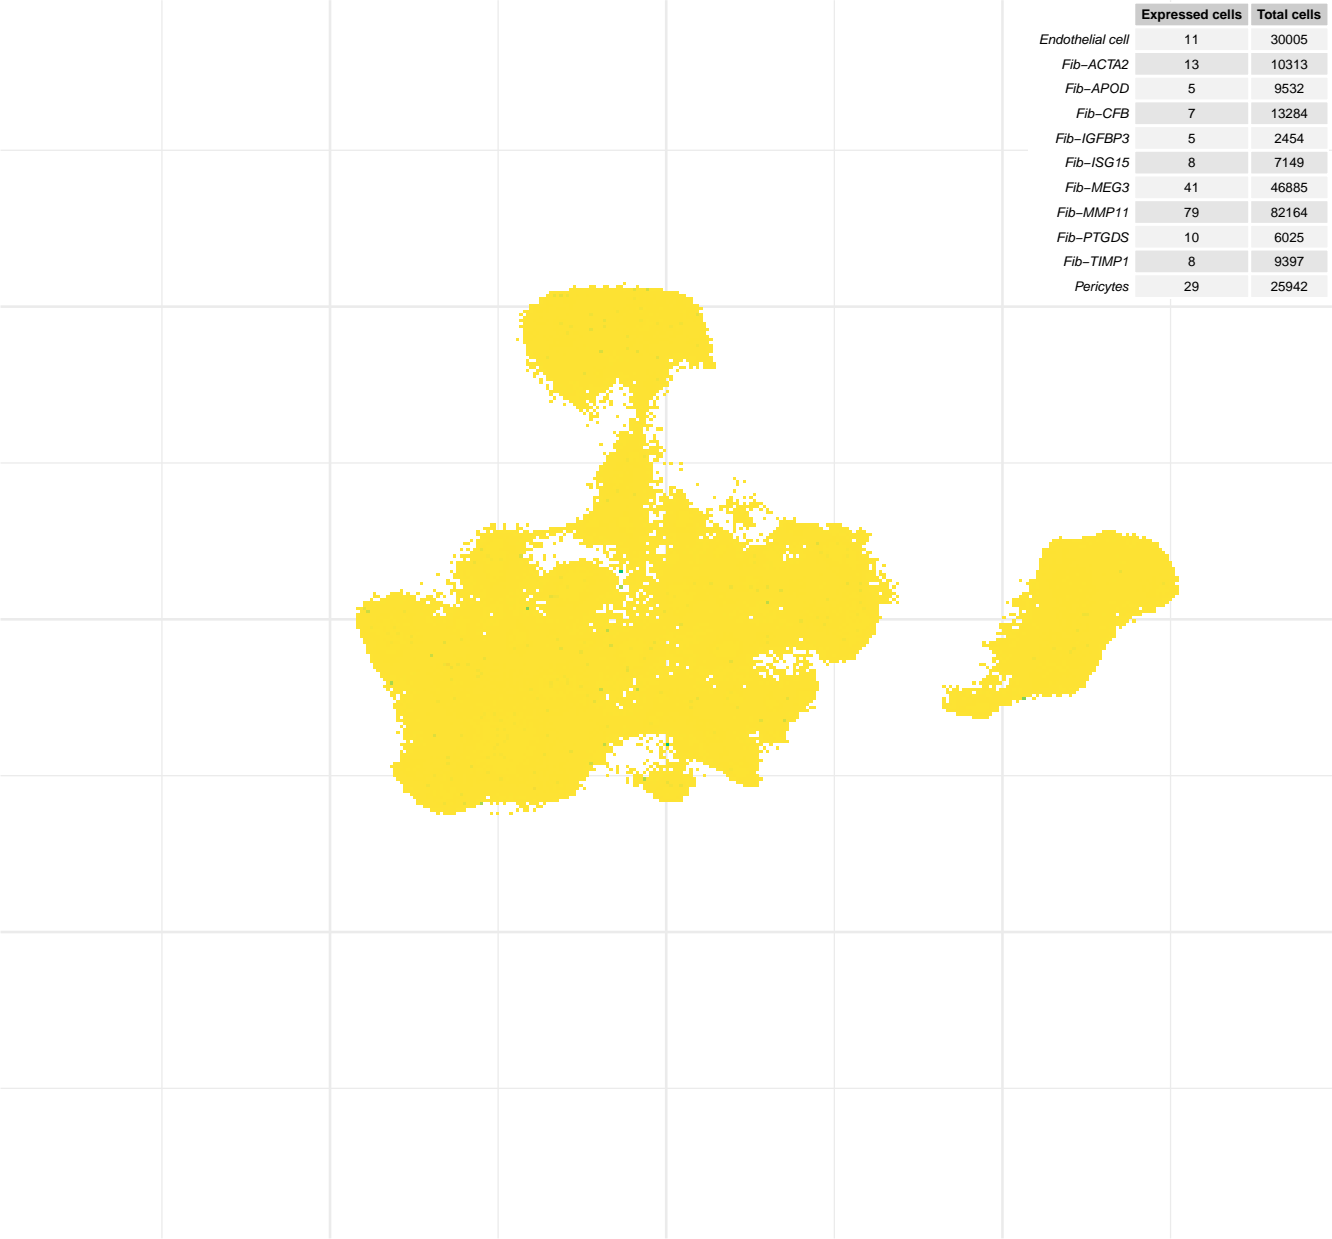 Expressed cells Total cells
Endothelial cell 11 30005
Fib−ACTA2 13 10313
Fib−APOD 5 9532
Fib−CFB 7 13284
Fib−IGFBP3 5 2454
Fib−ISG15 8 7149
Fib−MEG3 41 46885
Fib−MMP11 79 82164
Fib−PTGDS 10 6025
Fib−TIMP1 8 9397
Pericytes 29 25942